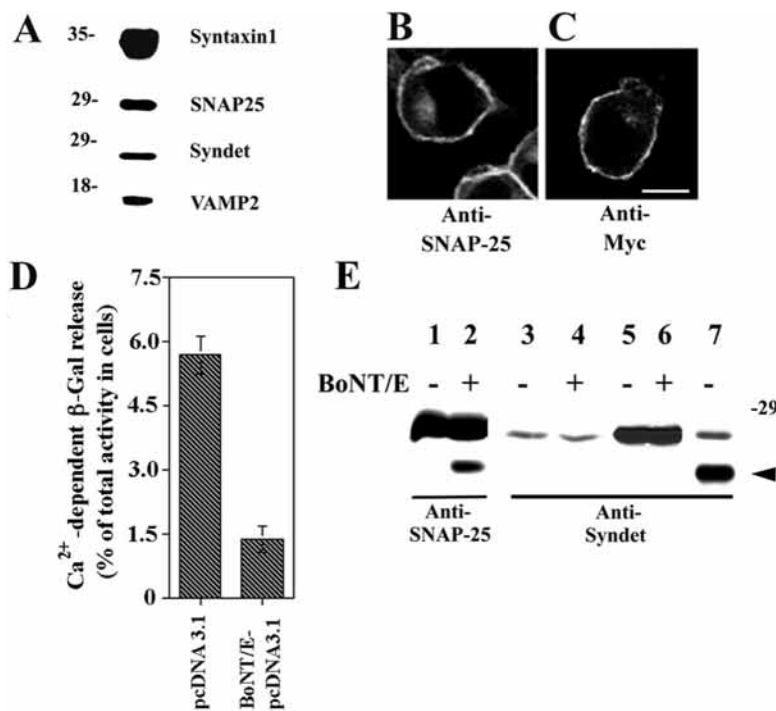 A
35-
Syntaxin1
29-
SNAP25
29-
Syndet
18-
VAMP2
B
C
Anti-
SNAP-25
Anti-
Myc
D
Ca2+ -dependent β-Gal release
(% of total activity in cells)
7.5
6.0
4.5
3.0
1.5
0
pcDNA3.1
BoNT/E-
pcDNA3.1
E
1 2 3 4 5 6 7
BoNT/E - + - + - + -
-29
Anti-
SNAP-25
Anti-
Syndet